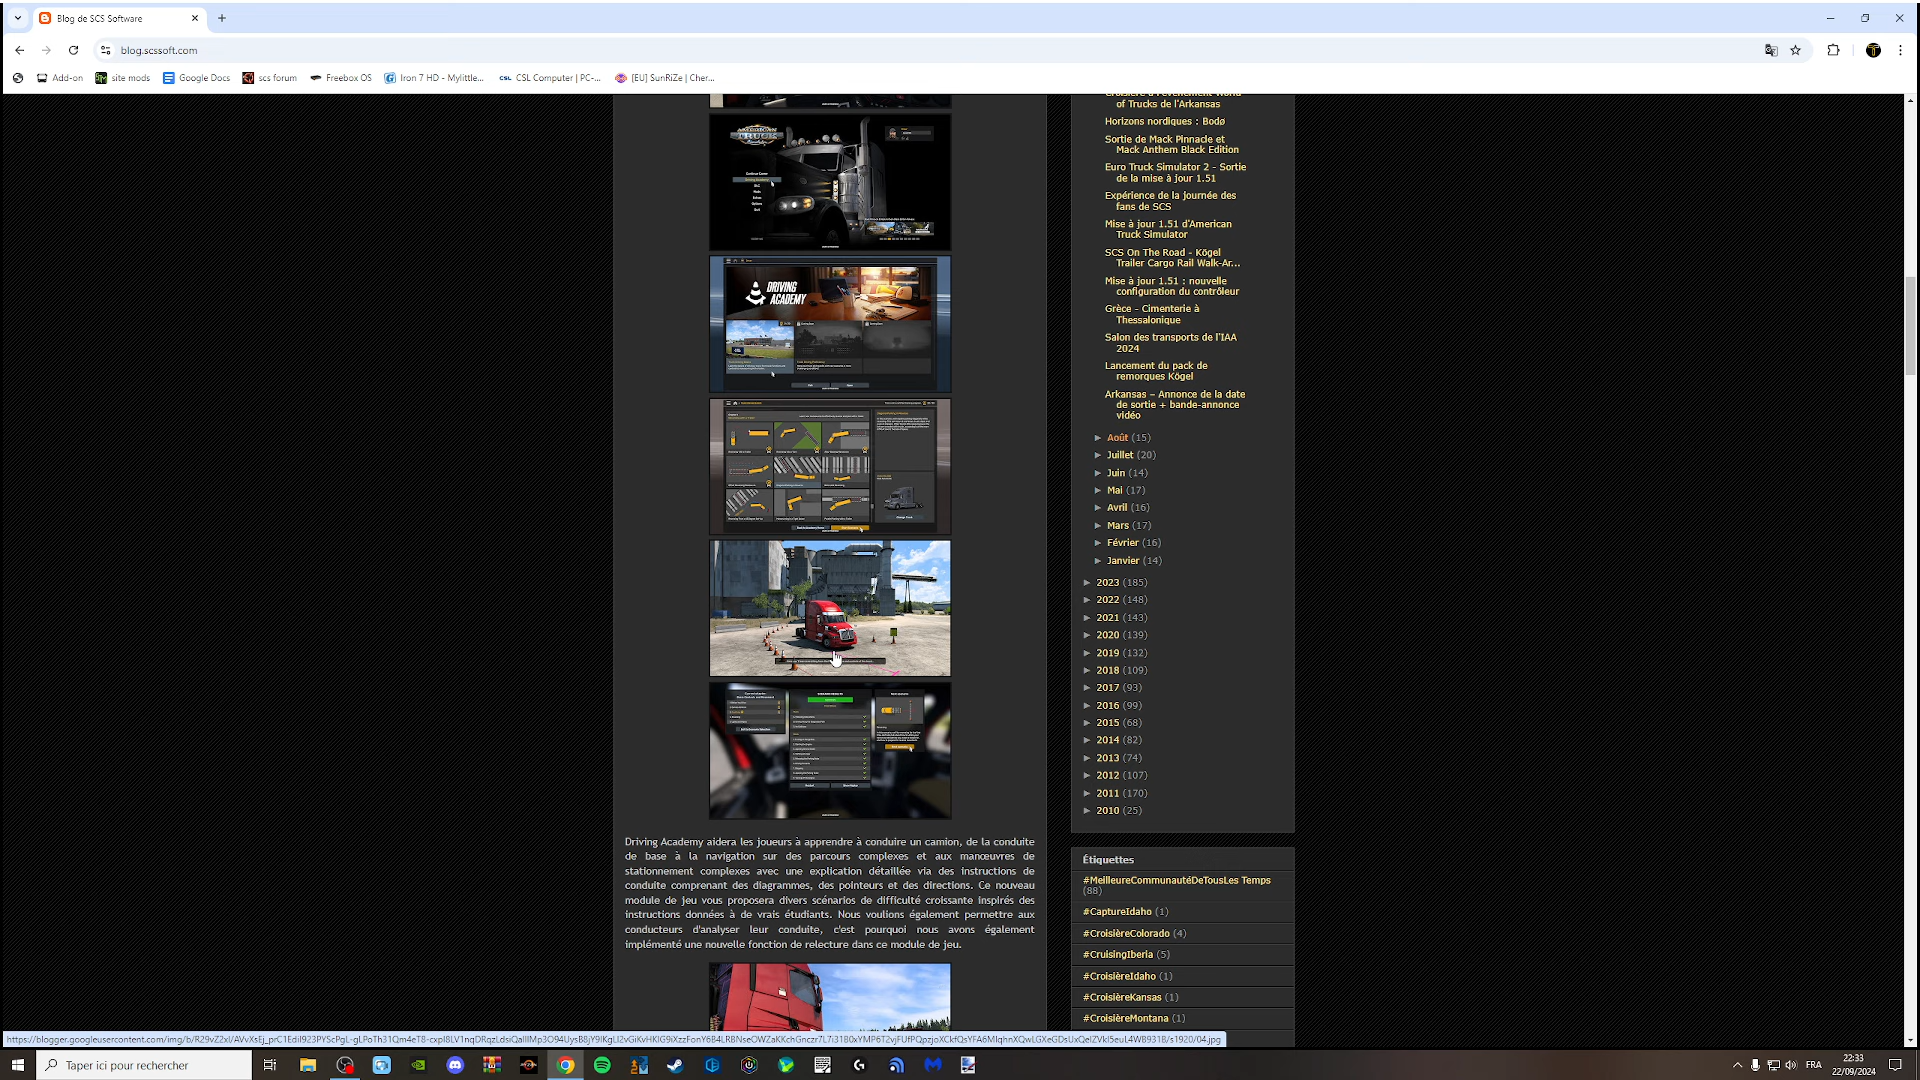 Blog de SCS Software
blog.scssoft.com
Add-on
site mods
Google Docs
scs forum
Freebox OS
Iron 7 HD - Mylittle...
CSL Computer | PC-...
[EU] SunRiZe | Cher...
of Trucks de l'Arkansas
Horizons nordiques : Bodø
Sortie de Mack Pinnacle et
Mack Anthem Black Edition
Euro Truck Simulator 2 - Sortie
de la mise à jour 1.51
Expérience de la journée des
fans de SCS
Mise à jour 1.51 d'American
Truck Simulator
SCS On The Road - Kögel
Trailer Cargo Rail Walk-Ar...
Mise à jour 1.51 : nouvelle
configuration du contrôleur
Grèce - Cimenterie à
Thessalonique
Salon des transports de l'IAA
2024
Lancement du pack de
remorques Kögel
Arkansas – Annonce de la date
de sortie + bande-annonce
vidéo
► Août (15)
► Juillet (20)
► Juin (14)
► Mai (17)
► Avril (16)
► Mars (17)
► Février (16)
► Janvier (14)
► 2023 (185)
► 2022 (148)
► 2021 (143)
► 2020 (139)
► 2019 (132)
► 2018 (109)
► 2017 (93)
► 2016 (99)
► 2015 (68)
► 2014 (82)
► 2013 (74)
► 2012 (107)
► 2011 (170)
► 2010 (25)
DRIVING
ACADEMY
Driving Academy aidera les joueurs à apprendre à conduire un camion, de la conduite
de base à la navigation sur des parcours complexes et aux manœuvres de
stationnement complexes avec une explication détaillée via des instructions de
conduite comprenant des diagrammes, des pointeurs et des directions. Ce nouveau
module de jeu vous proposera divers scénarios de difficulté croissante inspirés des
instructions données à de vrais étudiants. Nous voulions également permettre aux
conducteurs d'analyser leur conduite, c'est pourquoi nous avons également
implémenté une nouvelle fonction de relecture dans ce module de jeu.
Étiquettes
#MeilleureCommunautéDeTousLes Temps
(88)
#CaptureIdaho (1)
#CroisièreColorado (4)
#CruisingIberia (5)
#CroisièreIdaho (1)
#CroisièreKansas (1)
#CroisièreMontana (1)
Taper ici pour rechercher
FRA
22:33
22/09/2024